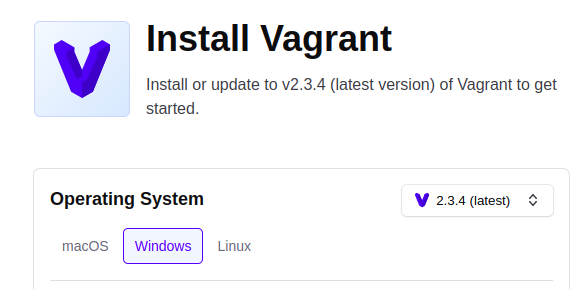 Install Vagrant
Install or update to v2.3.4 (latest version) of Vagrant to get
started.
Operating System
2.3.4 (latest)
macOS
Windows
Linux